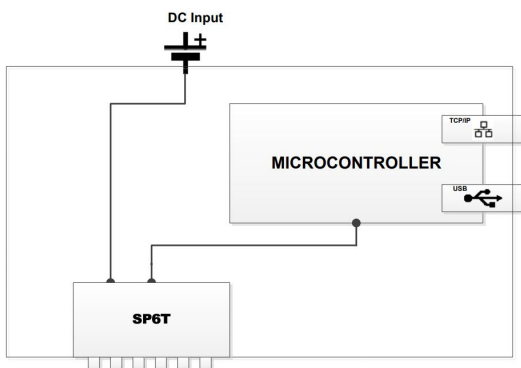 DC Input
+
TCP/IP
MICROCONTROLLER
USB
SP6T